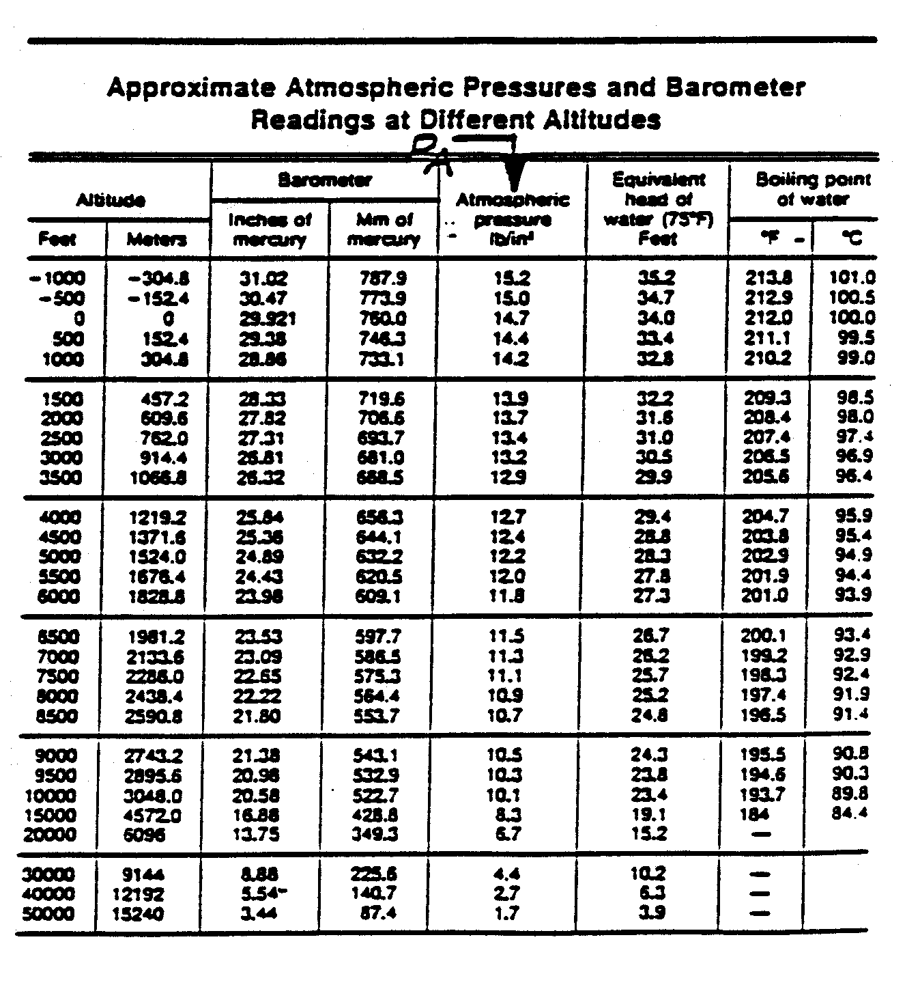 Approximate Atmospheric Pressures and Barometer
Readings at Different Altitudes
PA
Altitude Barometer Atmospheric pressure lb/in² Equivalent head of water (75°F) Feet Boiling point of water
Feet Meters Inches of mercury Mm of mercury °F °C
-1000 -304.8 31.02 787.9 15.2 35.2 213.8 101.0
-500 -152.4 30.47 773.9 15.0 34.7 212.9 100.5
0 0 29.921 760.0 14.7 34.0 212.0 100.0
500 152.4 29.38 746.3 14.4 33.4 211.1 99.5
1000 304.8 28.86 733.1 14.2 32.8 210.2 99.0
1500 457.2 28.33 719.6 13.9 32.2 209.3 98.5
2000 609.6 27.82 706.6 13.7 31.6 208.4 98.0
2500 762.0 27.31 693.7 13.4 31.0 207.4 97.4
3000 914.4 26.81 681.0 13.2 30.5 206.5 96.9
3500 1066.8 26.32 668.5 12.9 29.9 205.6 96.4
4000 1219.2 25.84 656.3 12.7 29.4 204.7 95.9
4500 1371.6 25.36 644.1 12.4 28.8 203.8 95.4
5000 1524.0 24.89 632.2 12.2 28.3 202.9 94.9
5500 1676.4 24.43 620.5 12.0 27.8 201.9 94.4
6000 1828.8 23.98 609.1 11.8 27.3 201.0 93.9
6500 1981.2 23.53 597.7 11.5 26.7 200.1 93.4
7000 2133.6 23.09 586.5 11.3 26.2 199.2 92.9
7500 2286.0 22.65 575.3 11.1 25.7 198.3 92.4
8000 2438.4 22.22 564.4 10.9 25.2 197.4 91.9
8500 2590.8 21.80 553.7 10.7 24.8 196.5 91.4
9000 2743.2 21.38 543.1 10.5 24.3 195.5 90.8
9500 2895.6 20.98 532.9 10.3 23.8 194.6 90.3
10000 3048.0 20.58 522.7 10.1 23.4 193.7 89.8
15000 4572.0 16.88 428.8 8.3 19.1 184 84.4
20000 6096 13.75 349.3 6.7 15.2 —
30000 9144 8.88 225.6 4.4 10.2 —
40000 12192 5.54 140.7 2.7 6.3 —
50000 15240 3.44 87.4 1.7 3.9 —